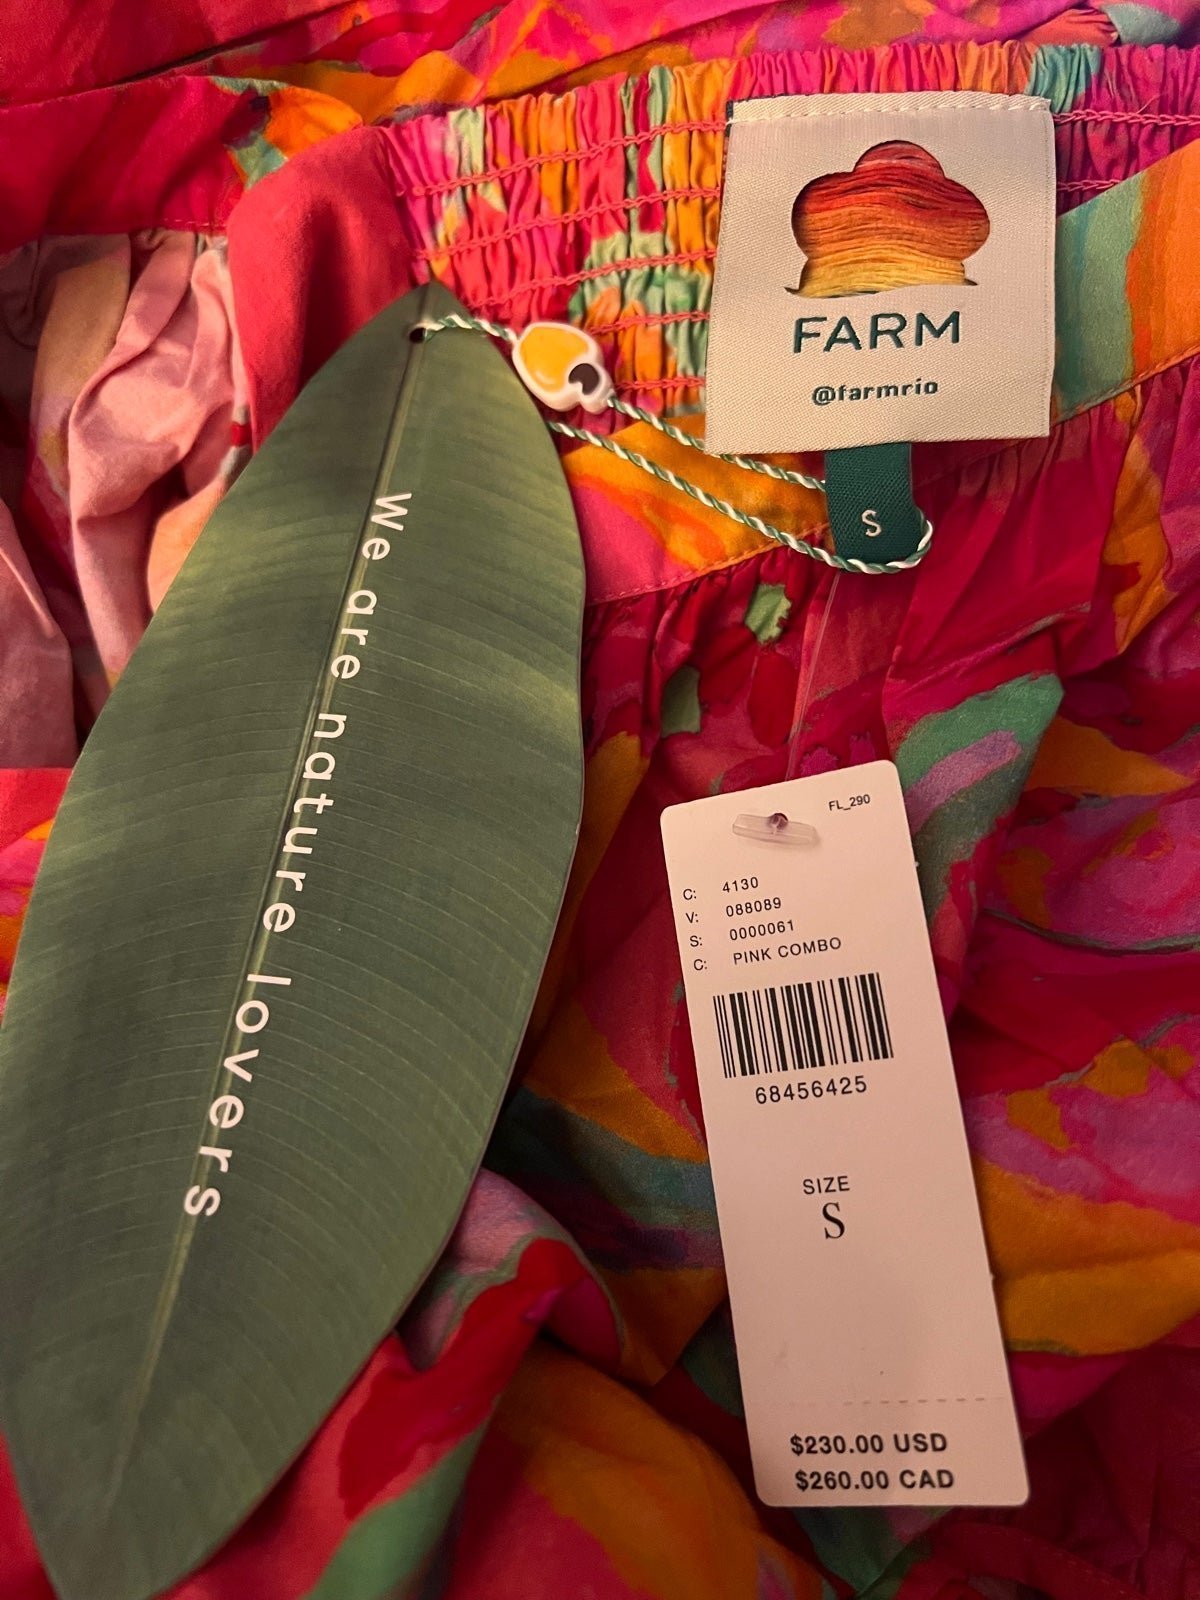 FARM
@farmrio
S
We are nature lovers
FL_290
C: 4130
V: 088089
S: 0000061
C: PINK COMBO
68456425
SIZE
S
$230.00 USD
$260.00 CAD